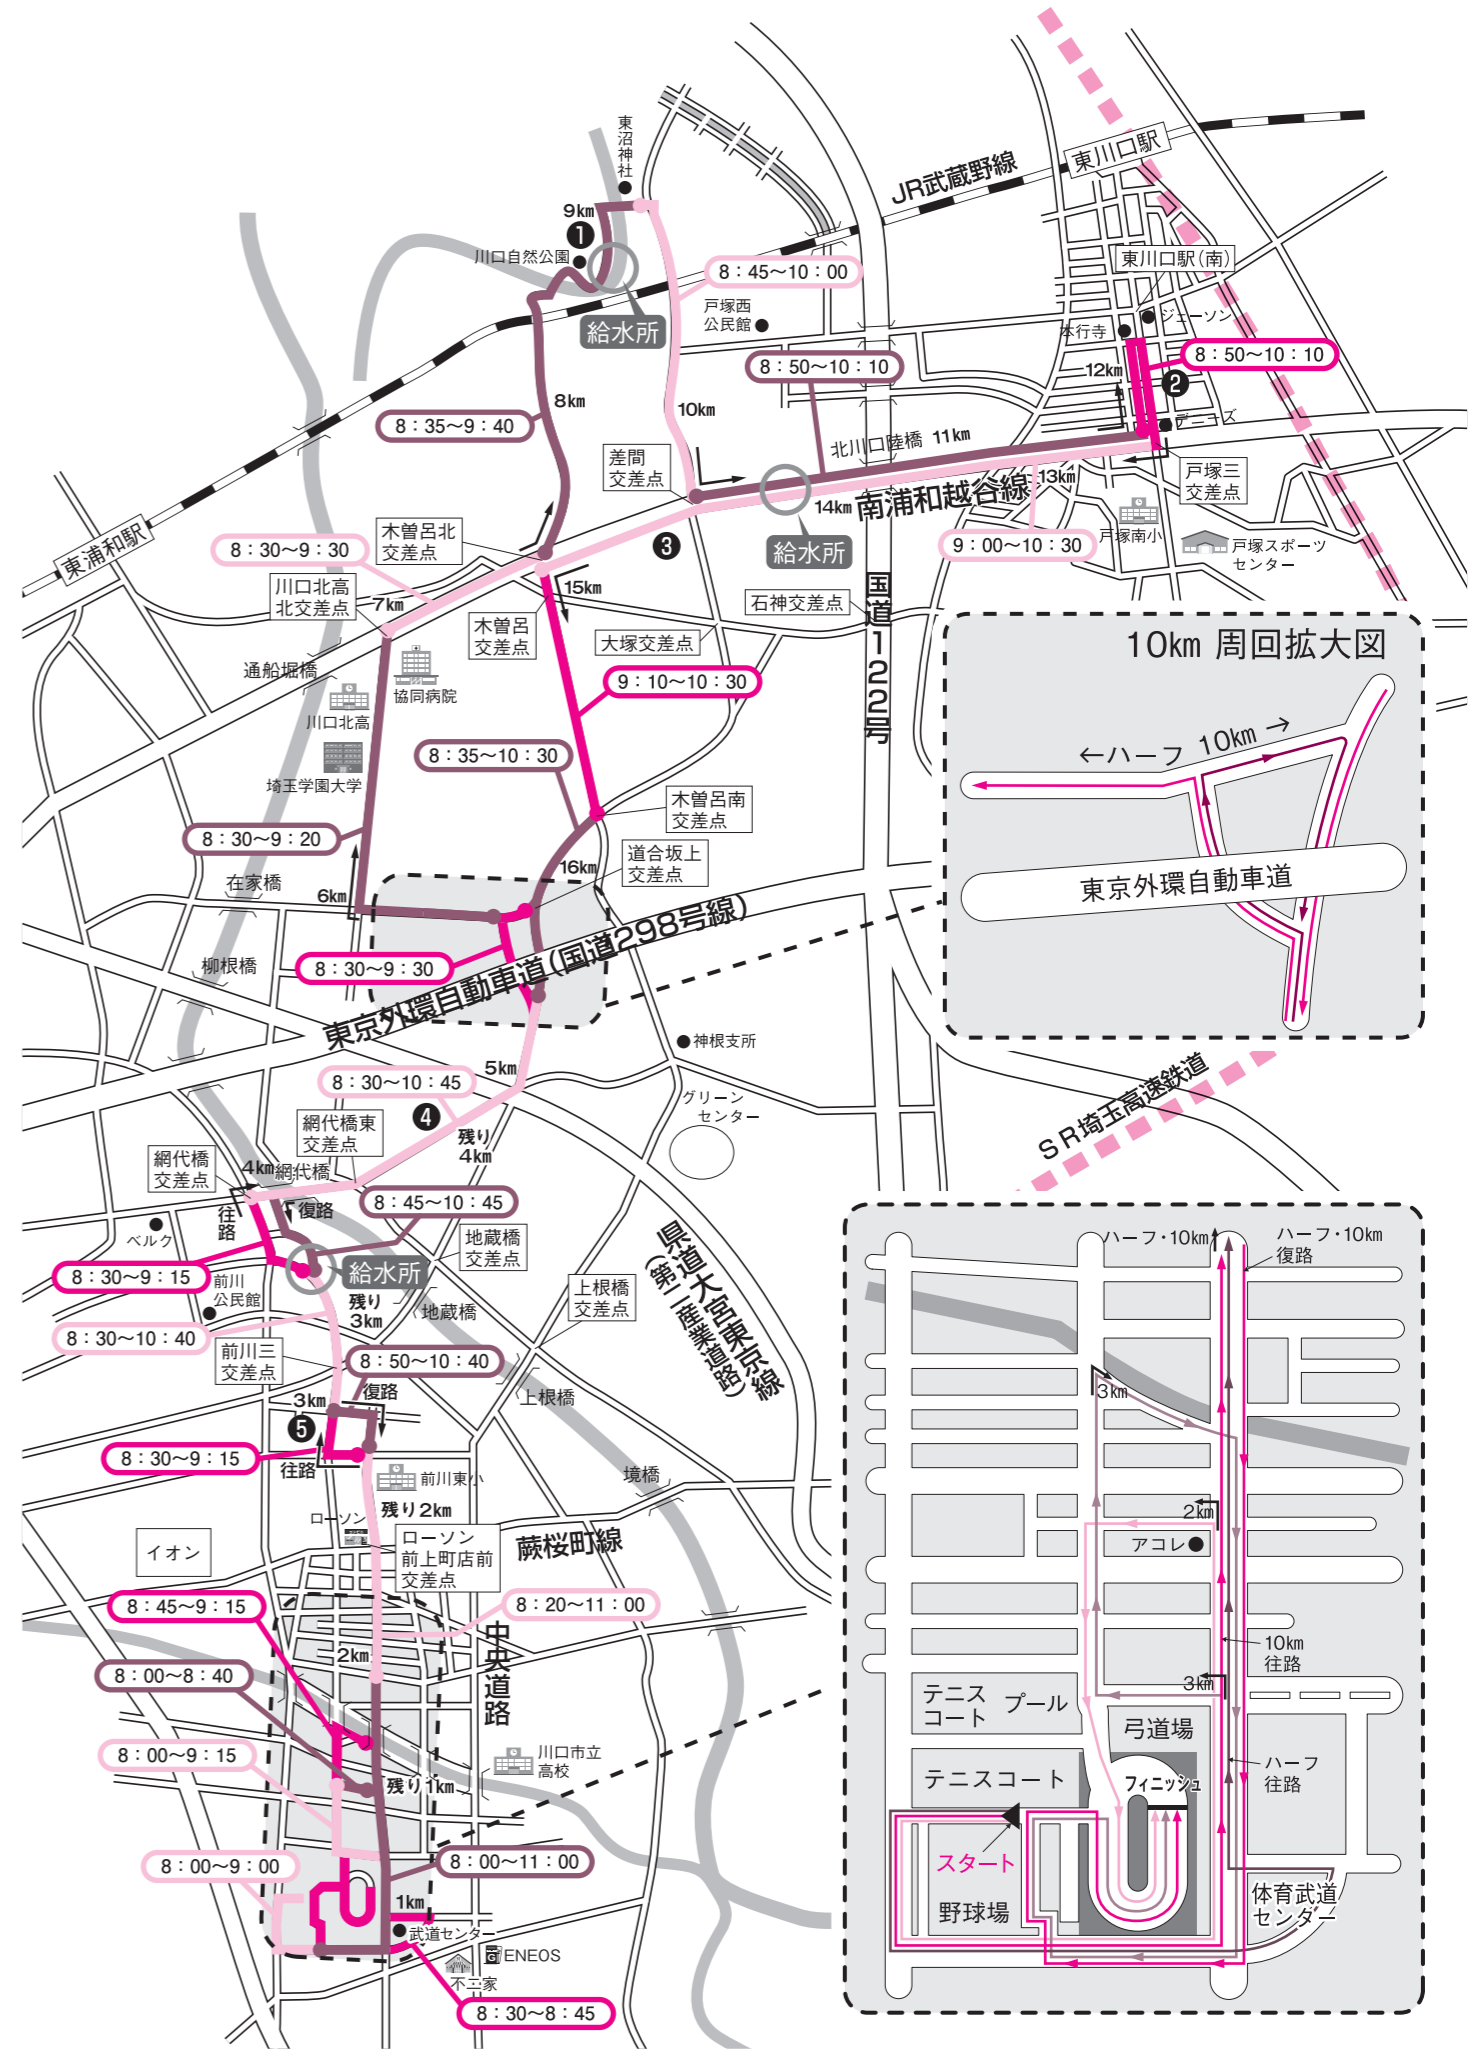 東沼神社
9km
❶
川口自然公園
JR武蔵野線
東川口駅
8：45〜10：00
給水所
戸塚西
公民館
東川口駅(南)
本行寺
ジェーソン
8：50〜10：10
8：50〜10：10
12km
❷
8km
10km
8：35〜9：40
デニーズ
北川口陸橋
11km
差間
交差点
戸塚三
交差点
13km
14km
南浦和越谷線
戸塚南小
戸塚スポーツ
センター
東浦和駅
木曽呂北
交差点
8：30〜9：30
❸
給水所
9：00〜10：30
川口北高
北交差点
7km
15km
木曽呂
交差点
石神交差点
国道122号
大塚交差点
通船堀橋
協同病院
川口北高
9：10〜10：30
埼玉学園大学
8：35〜10：30
木曽呂南
交差点
8：30〜9：20
道合坂上
交差点
16km
在家橋
6km
柳根橋
8：30〜9：30
東京外環自動車道(国道298号線)
神根支所
5km
8：30〜10：45
❹
グリーン
センター
網代橋東
交差点
残り
4km
網代橋
交差点
4km
網代橋
往路
復路
8：45〜10：45
ベルク
地蔵橋
交差点
給水所
8：30〜9：15
前川
公民館
残り
3km
地蔵橋
上根橋
交差点
県道大宮東京線
(第二産業道路)
8：30〜10：40
前川三
交差点
8：50〜10：40
復路
3km
❺
上根橋
8：30〜9：15
往路
前川東小
境橋
残り2km
ローソン
ローソン
前上町店前
交差点
蕨桜町線
イオン
8：45〜9：15
8：20〜11：00
中央道路
2km
8：00〜8：40
8：00〜9：15
川口市立
高校
残り1km
8：00〜9：00
8：00〜11：00
1km
武道センター
ENEOS
不二家
8：30〜8：45
10km 周回拡大図
←ハーフ
10km→
東京外環自動車道
SR埼玉高速鉄道
ハーフ・10km
ハーフ・10km
復路
3km
2km
アコレ
10km
往路
3km
テニス
コート
プール
弓道場
テニスコート
フィニッシュ
ハーフ
往路
スタート
野球場
体育武道
センター